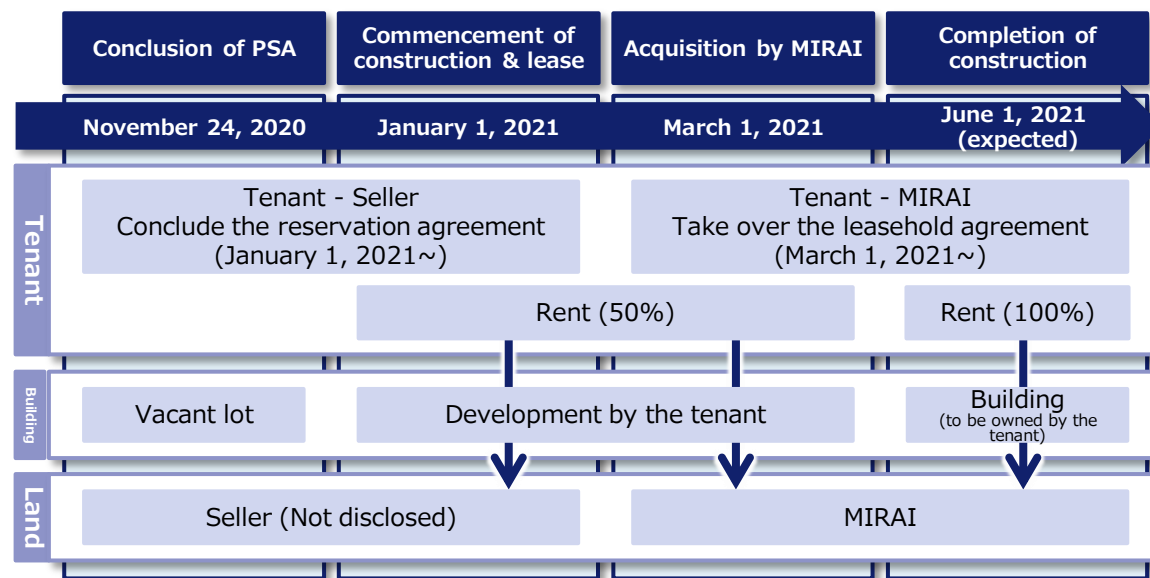 Conclusion of PSA
Commencement of
construction & lease
Acquisition by MIRAI
Completion of
construction
November 24, 2020
January 1, 2021
March 1, 2021
June 1, 2021
(expected)
Tenant
Tenant - Seller
Conclude the reservation agreement
(January 1, 2021~)
Tenant - MIRAI
Take over the leasehold agreement
(March 1, 2021~)
Rent (50%)
Rent (100%)
Building
Vacant lot
Development by the tenant
Building
(to be owned by the
tenant)
Land
Seller (Not disclosed)
MIRAI